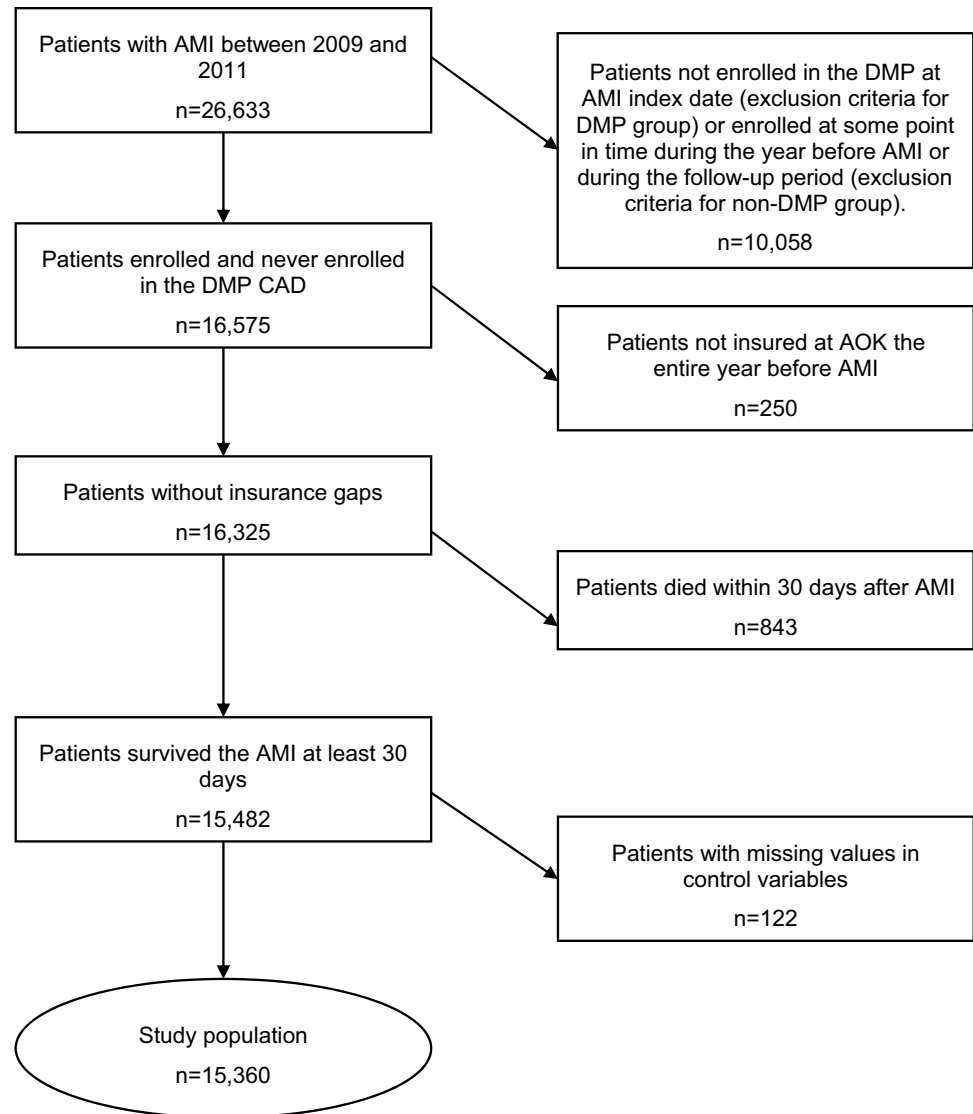 Patients with AMI between 2009 and
2011
n=26,633
Patients not enrolled in the DMP at
AMI index date (exclusion criteria for
DMP group) or enrolled at some point
in time during the year before AMI or
during the follow-up period (exclusion
criteria for non-DMP group).
n=10,058
Patients enrolled and never enrolled
in the DMP CAD
n=16,575
Patients not insured at AOK the
entire year before AMI
n=250
Patients without insurance gaps
n=16,325
Patients died within 30 days after AMI
n=843
Patients survived the AMI at least 30
days
n=15,482
Patients with missing values in
control variables
n=122
Study population
n=15,360